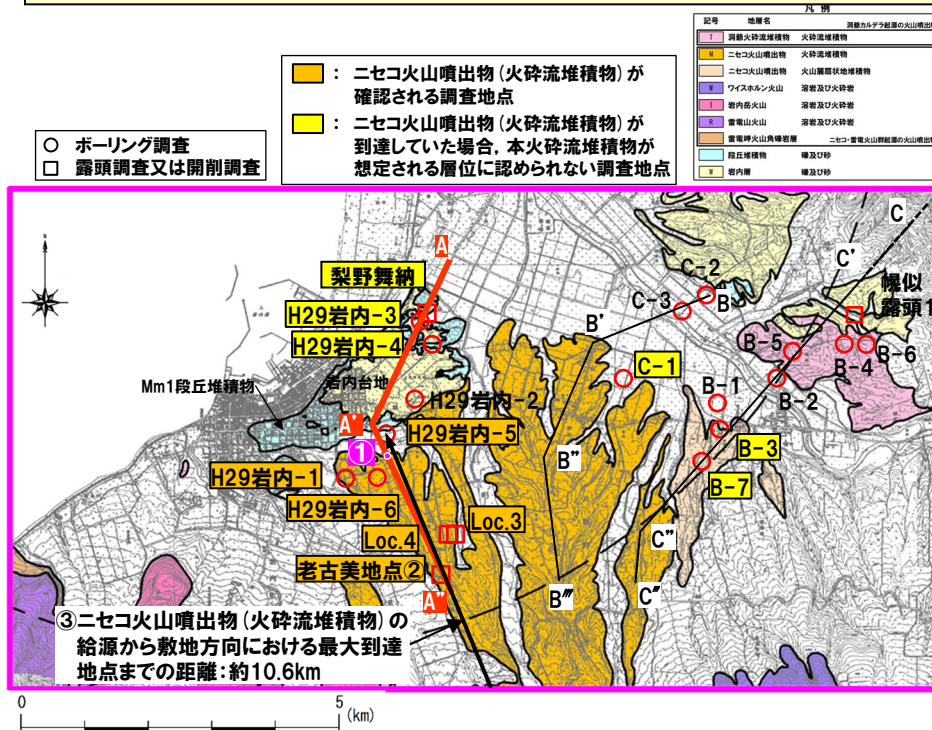 凡 例
記号 地層名 洞爺カルデラ起源の火山噴出物
T 洞爺火砕流堆積物 火砕流堆積物
N ニセコ火山噴出物 火砕流堆積物
ニセコ火山噴出物 火山麓扇状地堆積物
W ワイスホルン火山 溶岩及び火砕岩
I 岩内岳火山 溶岩及び火砕岩
R 雷電山火山 溶岩及び火砕岩
雷電岬火山角礫岩層 ニセコ・雷電火山群起源の火山噴出物
段丘堆積物 礫及び砂
W 岩内層 礫及び砂
: ニセコ火山噴出物(火砕流堆積物)が
確認される調査地点
: ニセコ火山噴出物(火砕流堆積物)が
到達していた場合,本火砕流堆積物が
想定される層位に認められない調査地点
○ ボーリング調査
□ 露頭調査又は開削調査
A
梨野舞納
H29岩内-3
H29岩内-4
岩内台地
Mm1段丘堆積物
H29岩内-2
A'
H29岩内-5
①
H29岩内-1
H29岩内-6
Loc.3
Loc.4
老古美地点②
A''
B'
C-2
C-3
B
C-1
B-1
B-5
B-2
B-4
B-6
C
C'
幌似
露頭1
B-3
B-7
B''
B'''
C''
C'''
③ニセコ火山噴出物(火砕流堆積物)の
給源から敷地方向における最大到達
地点までの距離:約10.6km
0 5
(km)